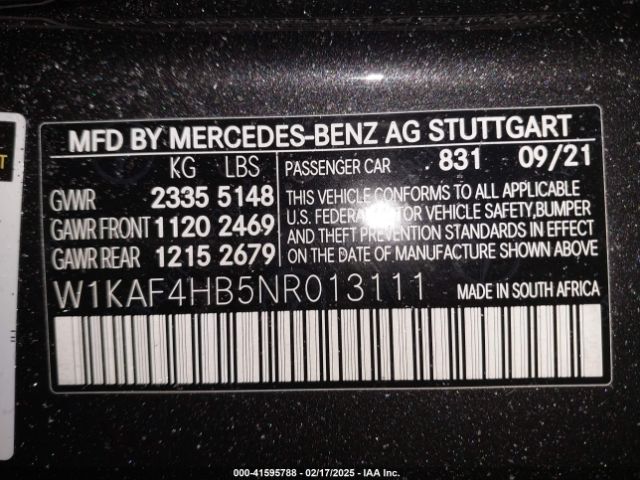 MFD BY MERCEDES-BENZ AG STUTTGART
KG LBS
GVWR 2335 5148
GAWR FRONT 1120 2469
GAWR REAR 1215 2679
PASSENGER CAR 831 09/21
THIS VEHICLE CONFORMS TO ALL APPLICABLE
U.S. FEDERAL MOTOR VEHICLE SAFETY, BUMPER
AND THEFT PREVENTION STANDARDS IN EFFECT
ON THE DATE OF MANUFACTURE SHOWN ABOVE.
W1KAF4HB5NR013111 MADE IN SOUTH AFRICA
000-41595788 - 02/17/2025 - IAA Inc.